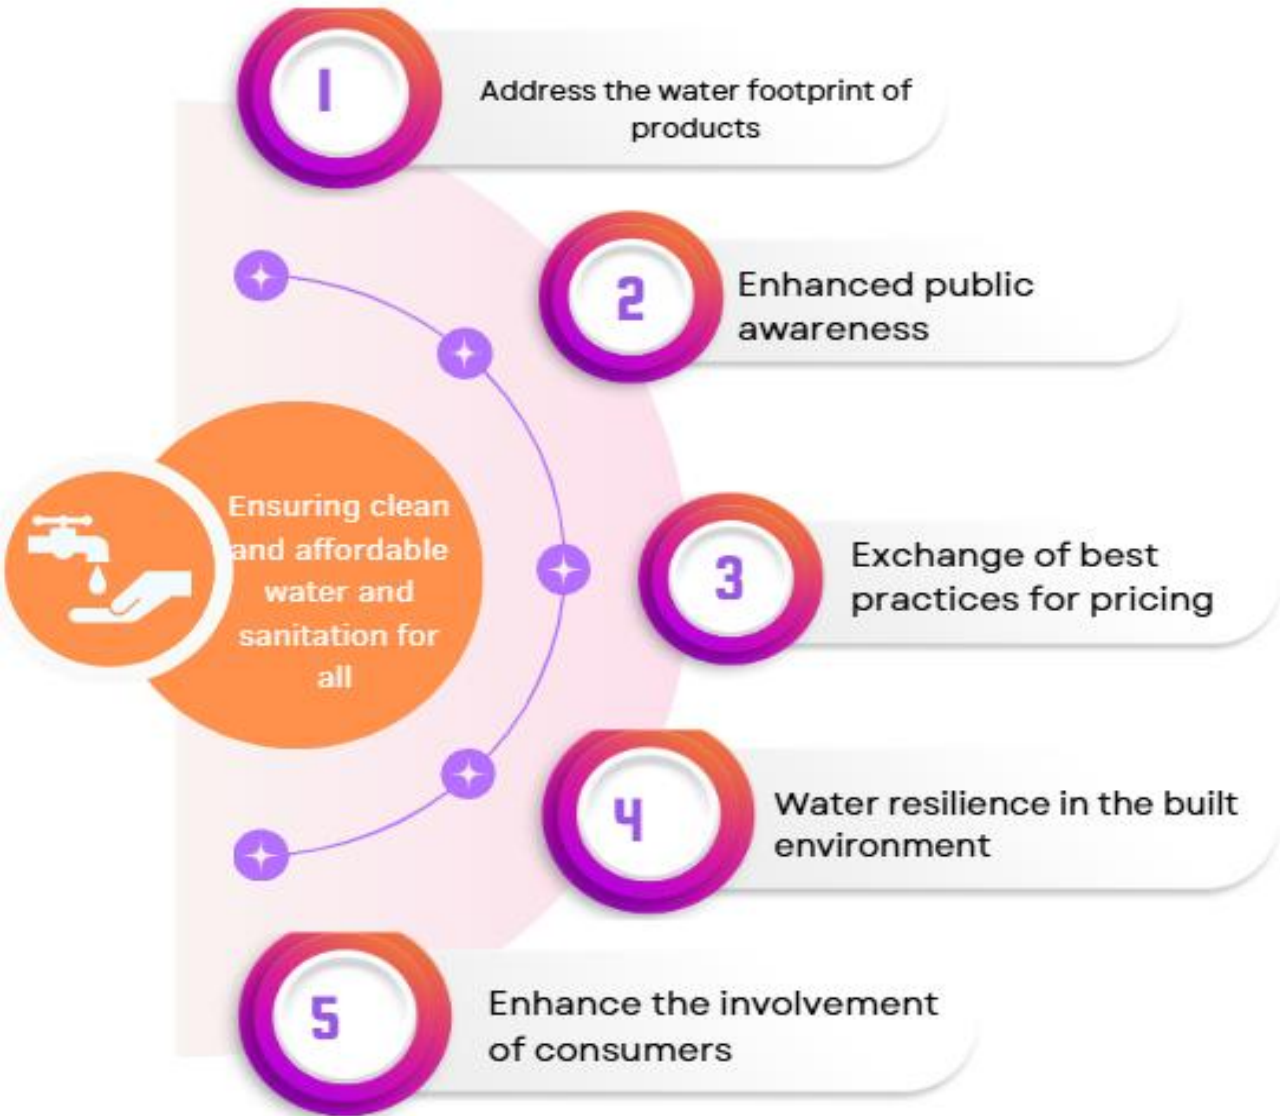 1
Address the water footprint of
products
2
Enhanced public
awareness
Ensuring clean
and affordable
water and
sanitation for
all
3
Exchange of best
practices for pricing
4
Water resilience in the built
environment
5
Enhance the involvement
of consumers